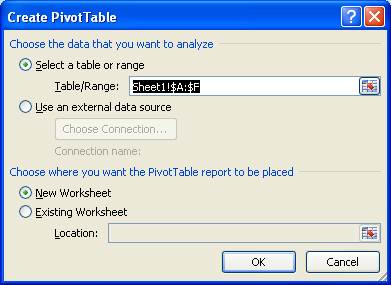 Create PivotTable
Choose the data that you want to analyze
Select a table or range
Table/Range: Sheet1!$A:$F
Use an external data source
Choose Connection...
Connection name:
Choose where you want the PivotTable report to be placed
New Worksheet
Existing Worksheet
Location:
OK Cancel